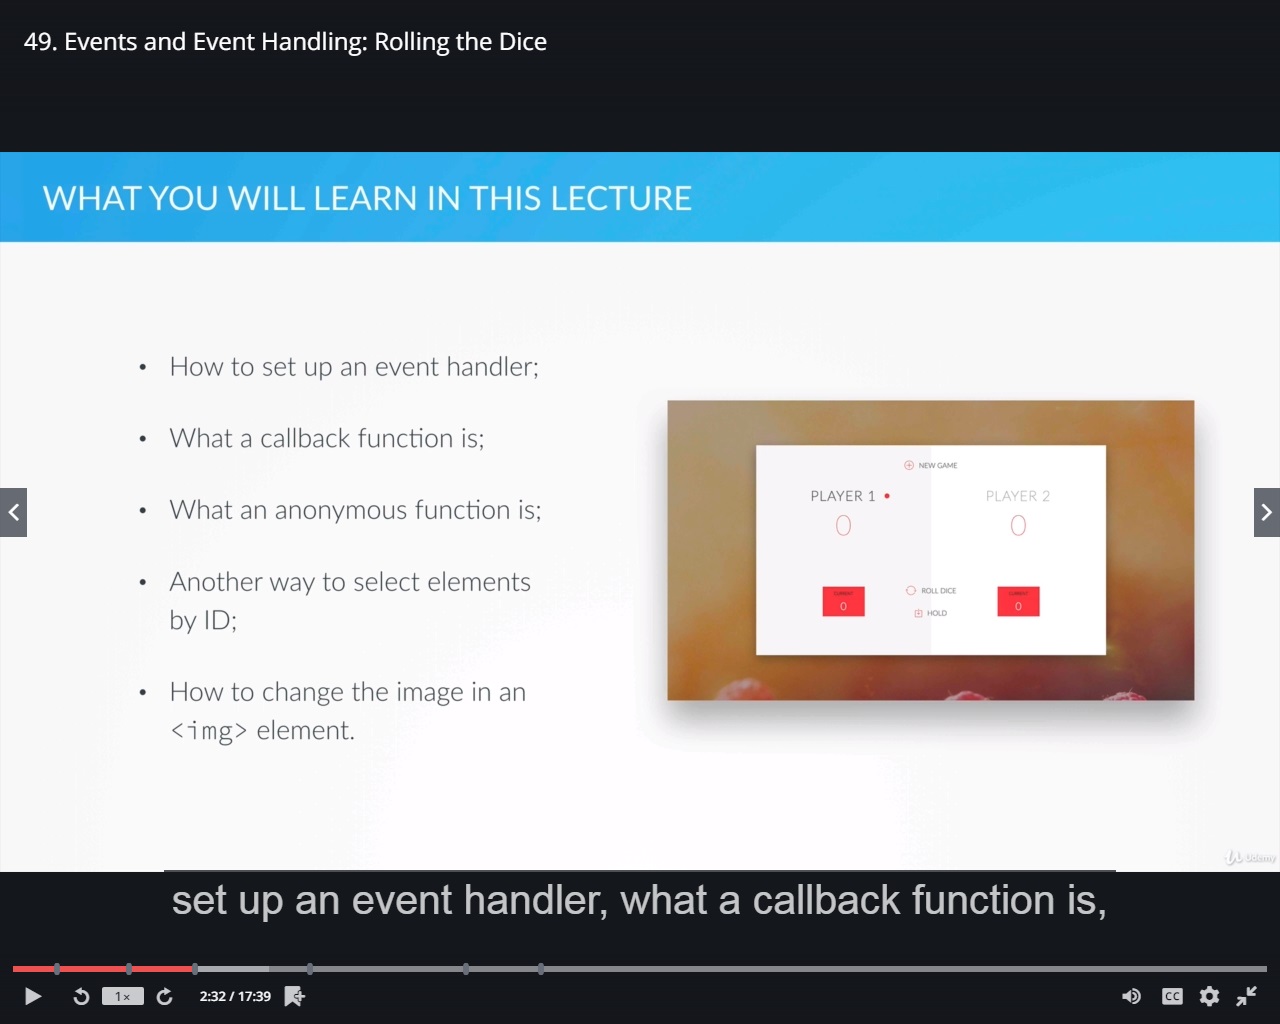 49. Events and Event Handling: Rolling the Dice
WHAT YOU WILL LEARN IN THIS LECTURE
• How to set up an event handler;
• What a callback function is;
• What an anonymous function is;
• Another way to select elements
by ID;
• How to change the image in an
<img> element.
NEW GAME
PLAYER 1
PLAYER 2
0
0
CURRENT
0
ROLL DICE
HOLD
CURRENT
0
Udemy
set up an event handler, what a callback function is,
1x
2:32 / 17:39
CC